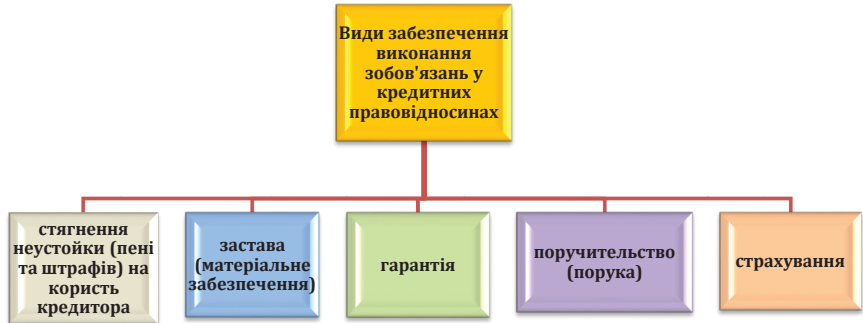 Види забезпечення
виконання
зобов'язань у
кредитних
правовідносинах
стягнення
неустойки (пені
та штрафів) на
користь
кредитора
застава
(матеріальне
забезпечення)
гарантія
поручительство
(порука)
страхування